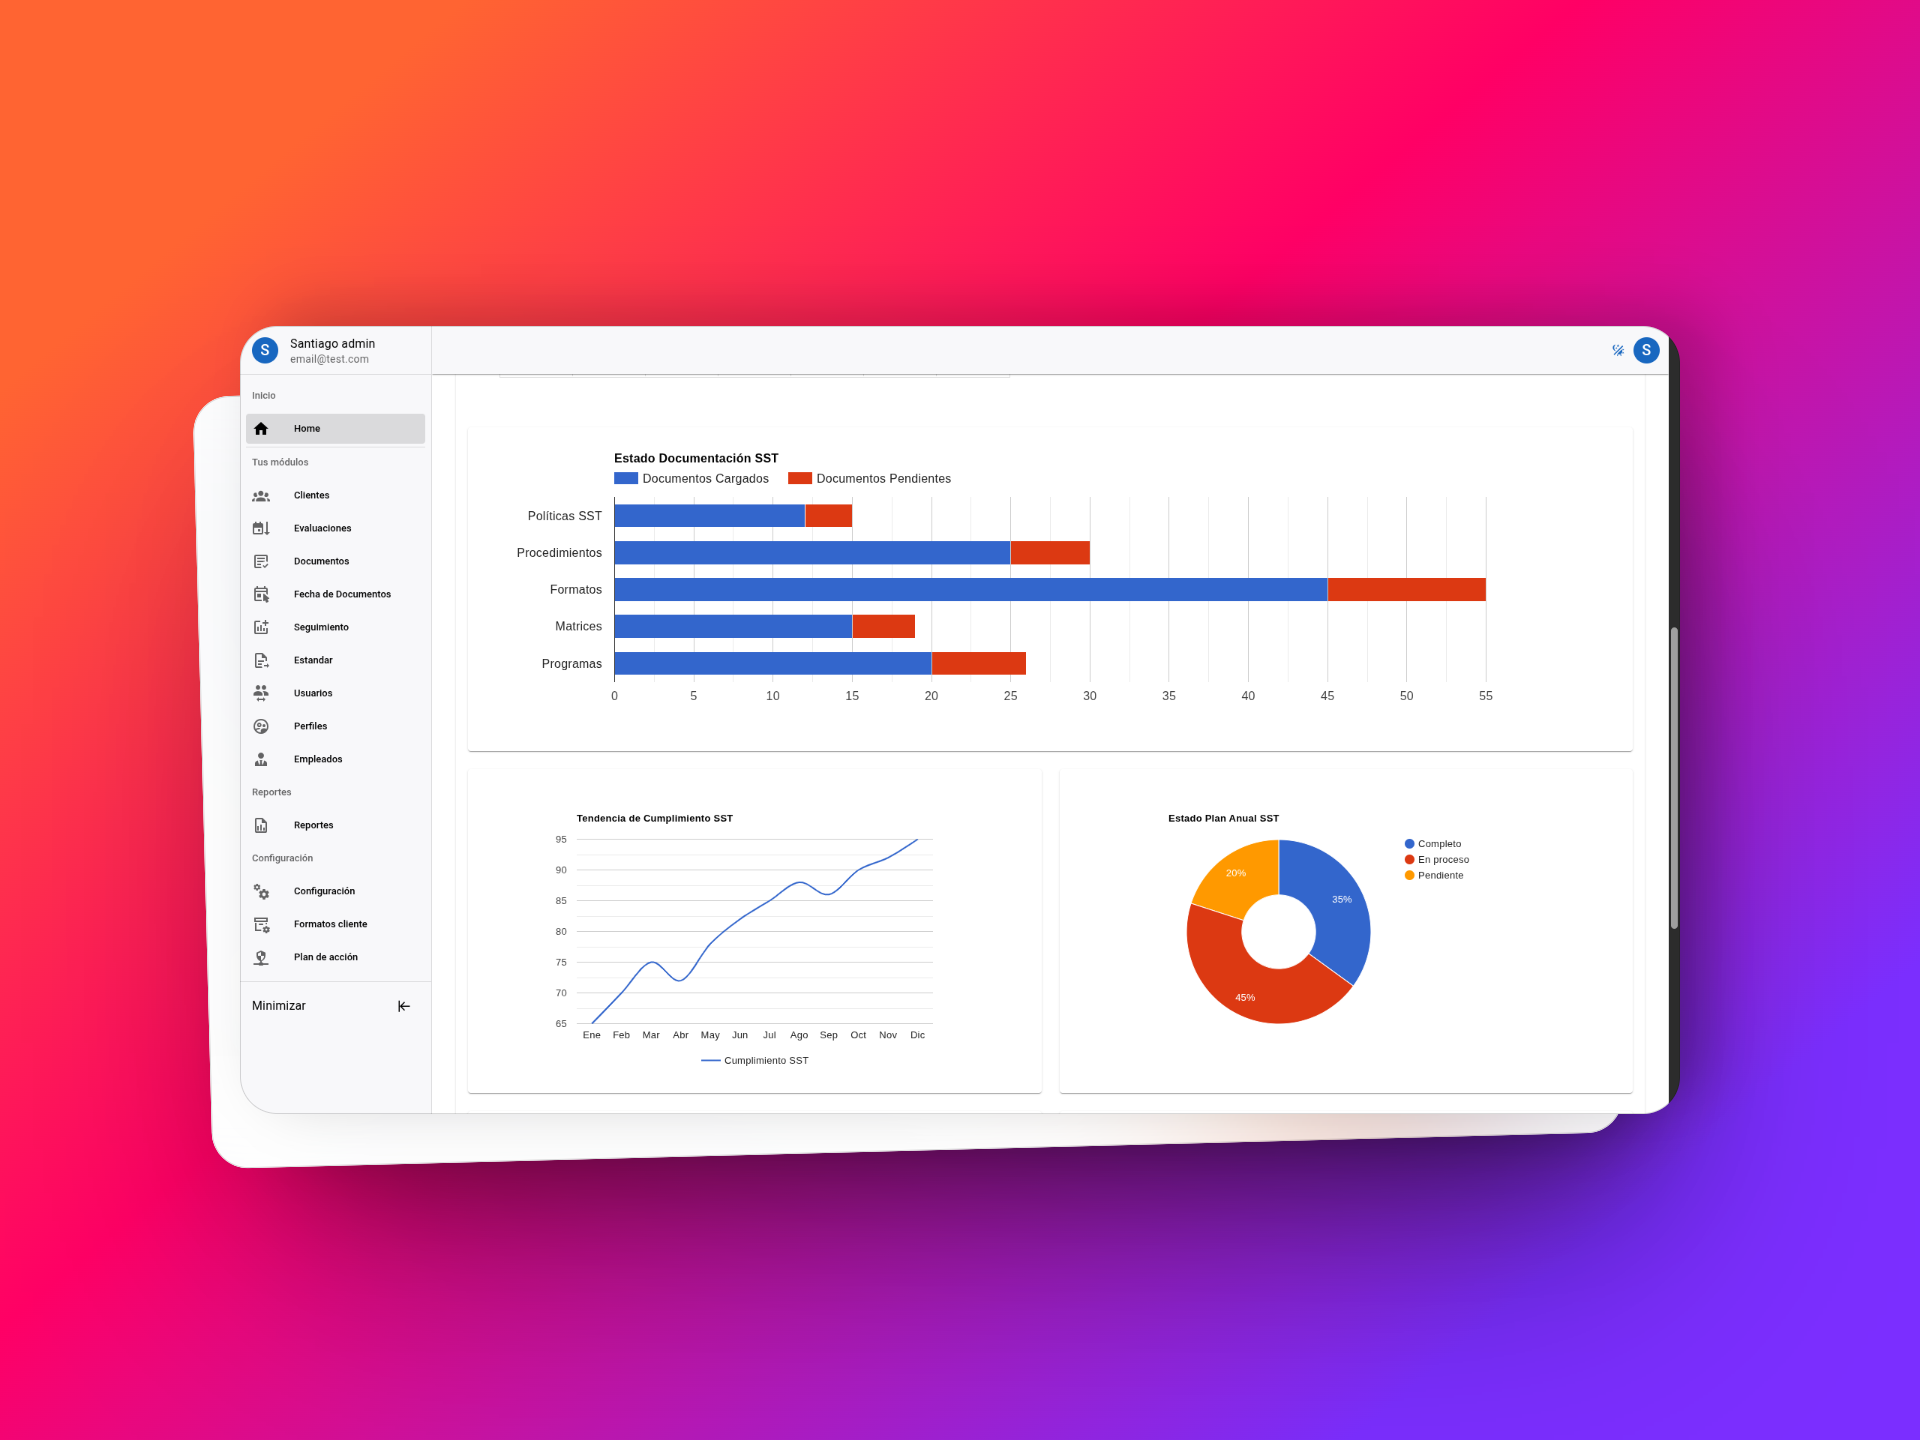 S
Santiago admin
email@test.com
S
Inicio
Home
Tus módulos
Clientes
Evaluaciones
Documentos
Fecha de Documentos
Seguimiento
Estandar
Usuarios
Perfiles
Empleados
Reportes
Reportes
Configuración
Configuración
Formatos cliente
Plan de acción
Minimizar
Estado Documentación SST
Documentos Cargados Documentos Pendientes
Políticas SST
Procedimientos
Formatos
Matrices
Programas
0 5 10 15 20 25 30 35 40 45 50 55
Tendencia de Cumplimiento SST
95
90
85
80
75
70
65
Ene Feb Mar Abr May Jun Jul Ago Sep Oct Nov Dic
Cumplimiento SST
Estado Plan Anual SST
Completo
En proceso
Pendiente
20%
35%
45%